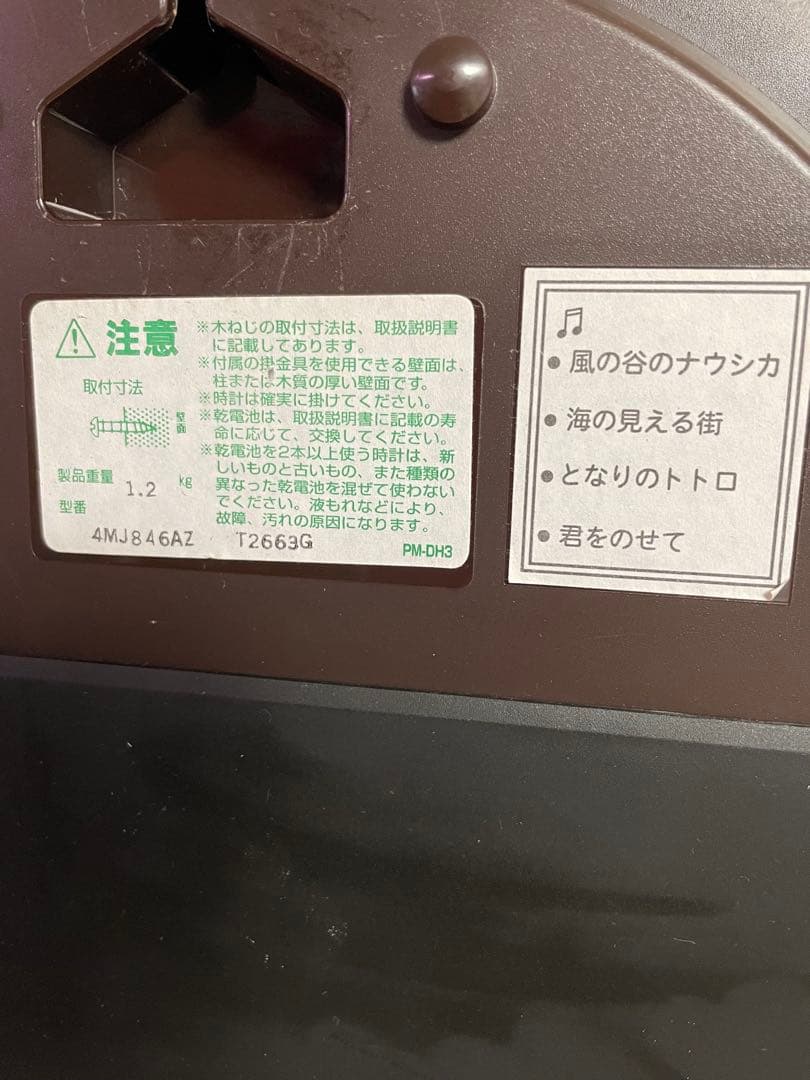 注意
取付寸法
壁面
製品重量 1.2 kg
型番
4MJ846AZ T2663G
※木ねじの取付寸法は、取扱説明書
に記載してあります。
※付属の掛金具を使用できる壁面は、
柱または木質の厚い壁面です。
※時計は確実に掛けてください。
※乾電池は、取扱説明書に記載の寿
命に応じて、交換してください。
※乾電池を2本以上使う時計は、新
しいものと古いもの、また種類の
異なった乾電池を混ぜて使わない
でください。液もれなどにより、
故障、汚れの原因になります。
PM-DH3
♫
●風の谷のナウシカ
●海の見える街
●となりのトトロ
●君をのせて